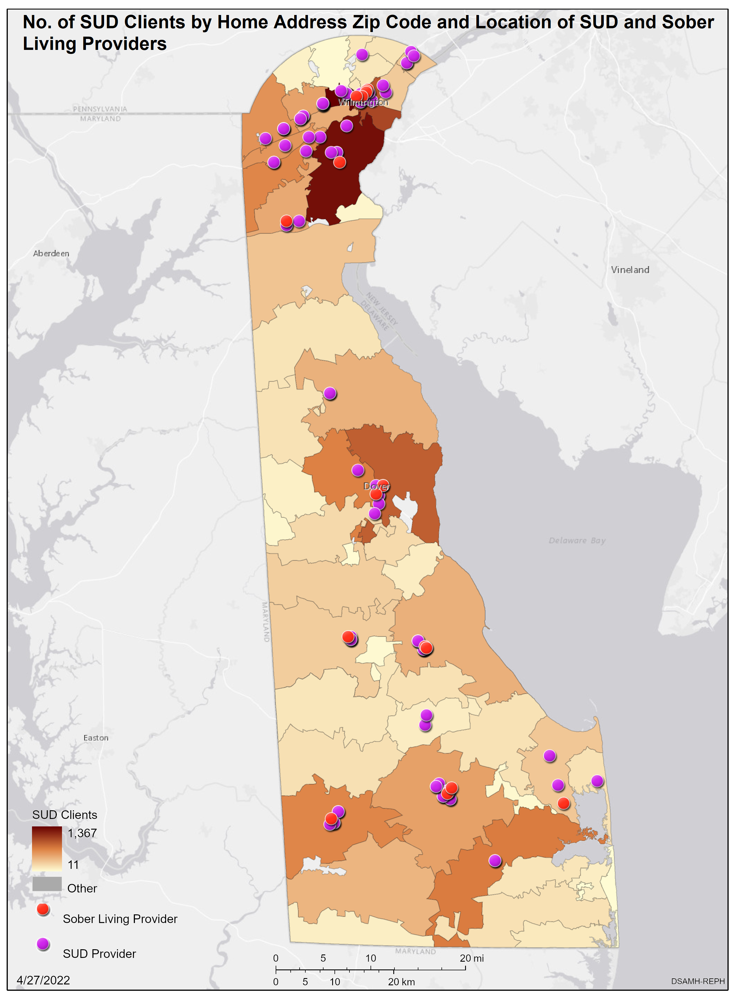 No. of SUD Clients by Home Address Zip Code and Location of SUD and Sober
Living Providers
PENNSYLVANIA
MARYLAND
Wilmington
Aberdeen
Vineland
NEW JERSEY
DELAWARE
Dover
Delaware Bay
MARYLAND
Easton
SUD Clients
1,367
11
Other
Sober Living Provider
SUD Provider
MARYLAND
0 5 10 20 mi
0 5 10 20 km
4/27/2022
DSAMH-REPH